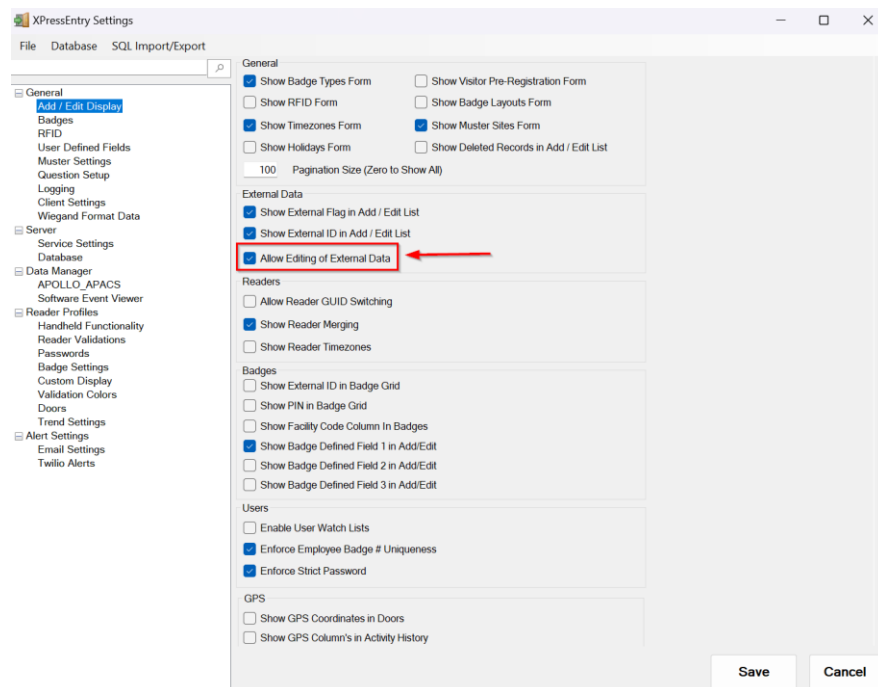 XPressEntry Settings
File Database SQL Import/Export
General
Add / Edit Display
Badges
RFID
User Defined Fields
Muster Settings
Question Setup
Logging
Client Settings
Wiegand Format Data
Server
Service Settings
Database
Data Manager
APOLLO_APACS
Software Event Viewer
Reader Profiles
Handheld Functionality
Reader Validations
Passwords
Badge Settings
Custom Display
Validation Colors
Doors
Trend Settings
Alert Settings
Email Settings
Twilio Alerts
General
Show Badge Types Form Show Visitor Pre-Registration Form
Show RFID Form Show Badge Layouts Form
Show Timezones Form Show Muster Sites Form
Show Holidays Form Show Deleted Records in Add / Edit List
100 Pagination Size (Zero to Show All)
External Data
Show External Flag in Add / Edit List
Show External ID in Add / Edit List
Allow Editing of External Data
Readers
Allow Reader GUID Switching
Show Reader Merging
Show Reader Timezones
Badges
Show External ID in Badge Grid
Show PIN in Badge Grid
Show Facility Code Column In Badges
Show Badge Defined Field 1 in Add/Edit
Show Badge Defined Field 2 in Add/Edit
Show Badge Defined Field 3 in Add/Edit
Users
Enable User Watch Lists
Enforce Employee Badge # Uniqueness
Enforce Strict Password
GPS
Show GPS Coordinates in Doors
Show GPS Column's in Activity History
Save Cancel